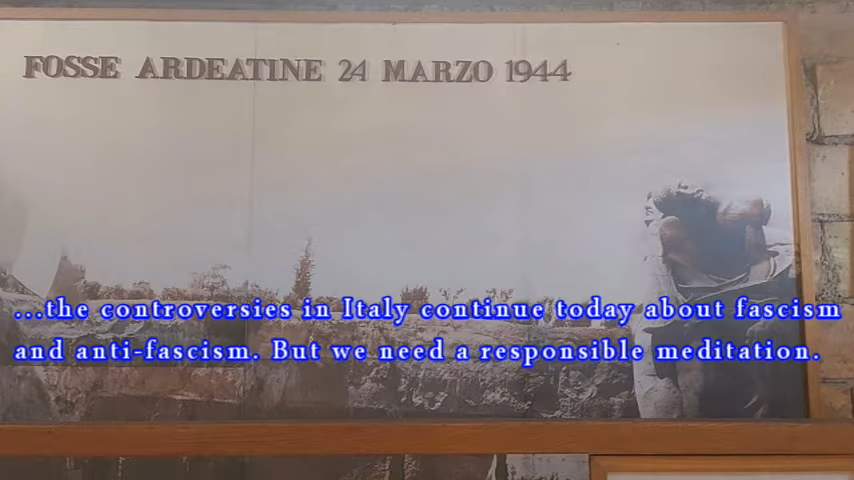 FOSSE ARDEATINE 24 MARZO 1944
...the controversies in Italy continue today about fascism
and anti-fascism. But we need a responsible meditation.